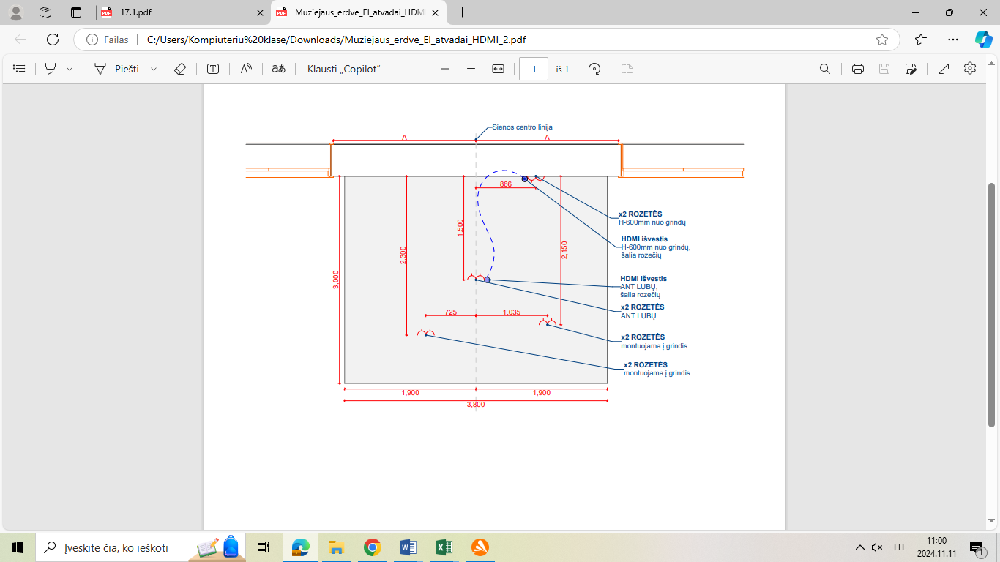 17.1.pdf
Muziejaus_erdve_El_atvadai_HDM
Failas
C:/Users/Kompiuteriu%20klase/Downloads/Muziejaus_erdve_El_atvadai_HDMI_2.pdf
Piešti
Klausti „Copilot“
1
iš 1
Sienos centro linija
A
A
866
x2 ROZETĖS
H-600mm nuo grindų
HDMI išvestis
H-600mm nuo grindų,
šalia rozečių
1,500
2,300
2,150
3,000
HDMI išvestis
ANT LUBŲ,
šalia rozečių
x2 ROZETĖS
ANT LUBŲ
725
1,035
x2 ROZETĖS
montuojama į grindis
x2 ROZETĖS
montuojama į grindis
1,900
1,900
3,800
Įveskite čia, ko ieškoti
LIT
11:00
2024.11.11
1